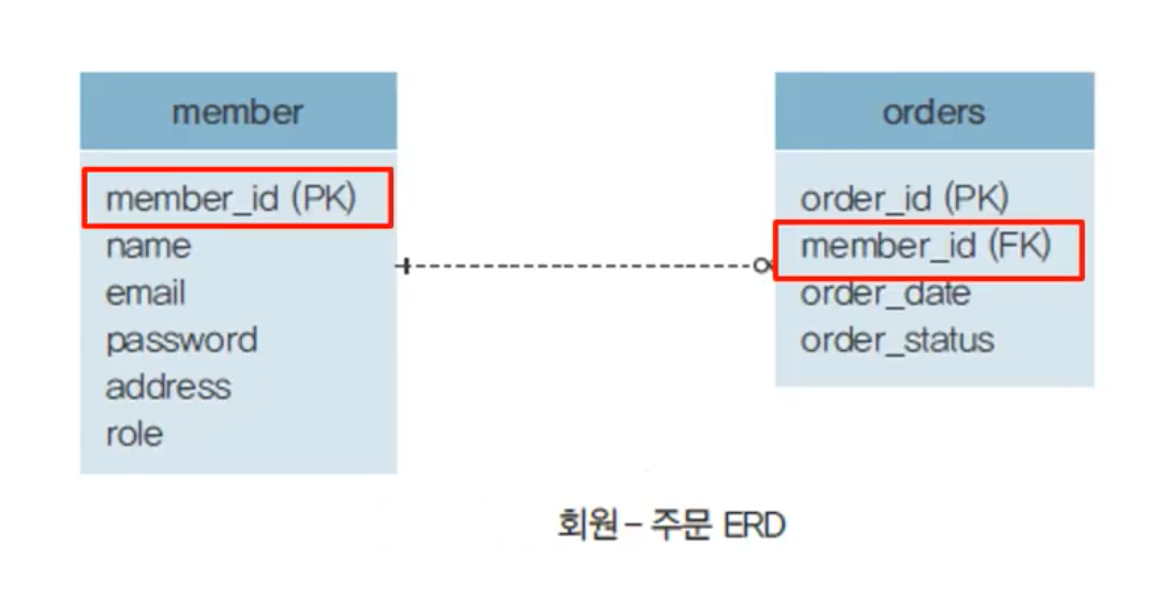 member
member_id (PK)
name
email
password
address
role
orders
order_id (PK)
member_id (FK)
order_date
order_status
회원 – 주문 ERD